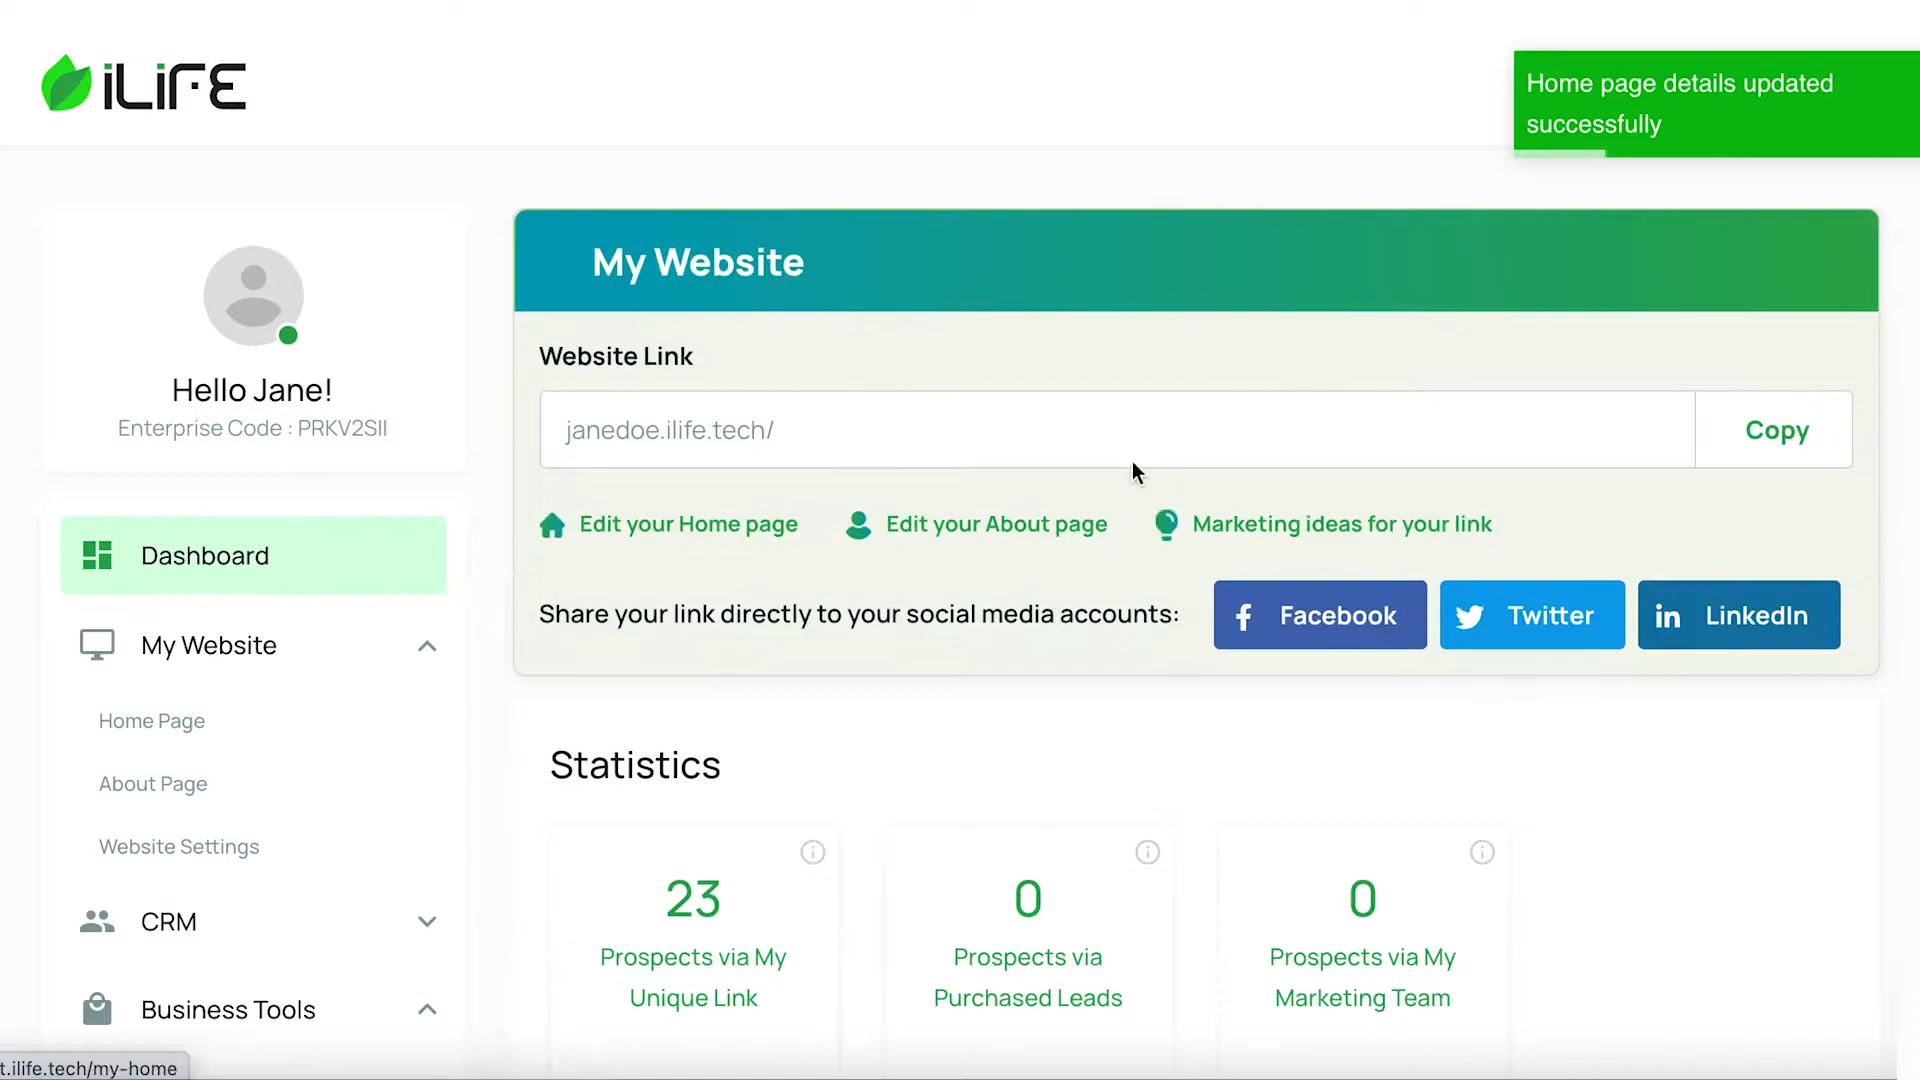 iLiFE
Home page details updated
successfully
Hello Jane!
Enterprise Code : PRKV2SII
Dashboard
My Website
Home Page
About Page
Website Settings
CRM
Business Tools
My Website
Website Link
janedoe.ilife.tech/
Copy
Edit your Home page
Edit your About page
Marketing ideas for your link
Share your link directly to your social media accounts:
Facebook
Twitter
LinkedIn
Statistics
23
Prospects via My
Unique Link
0
Prospects via
Purchased Leads
0
Prospects via My
Marketing Team
t.ilife.tech/my-home